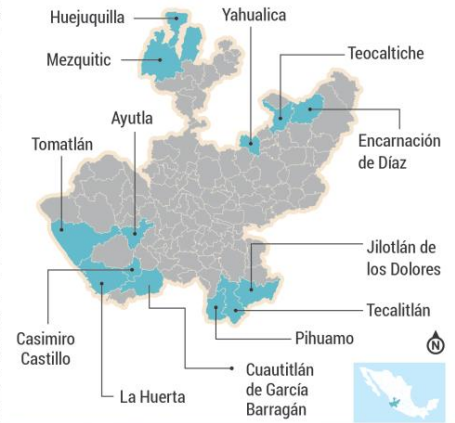 Huejuquilla
Yahualica
Mezquitic
Teocaltiche
Ayutla
Tomatlán
Encarnación
de Díaz
Jilotlán de
los Dolores
Tecalitlán
Pihuamo
N
Casimiro
Castillo
Cuautitlán
de García
Barragán
La Huerta